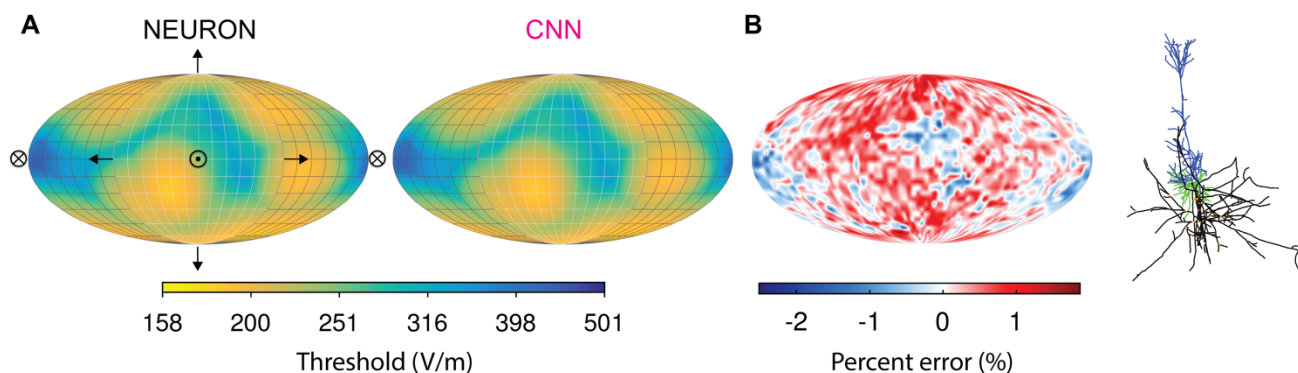 A
NEURON
CNN
B
158 200 251 316 398 501
Threshold (V/m)
-2 -1 0 1
Percent error (%)